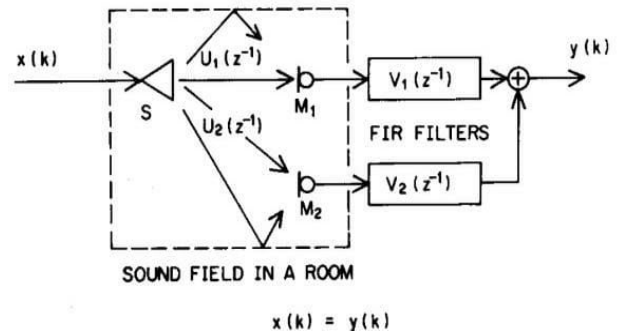 x(k)
S
U₁(z⁻¹)
U₂(z⁻¹)
M₁
M₂
V₁(z⁻¹)
FIR FILTERS
V₂(z⁻¹)
+
y(k)
SOUND FIELD IN A ROOM
x(k) = y(k)